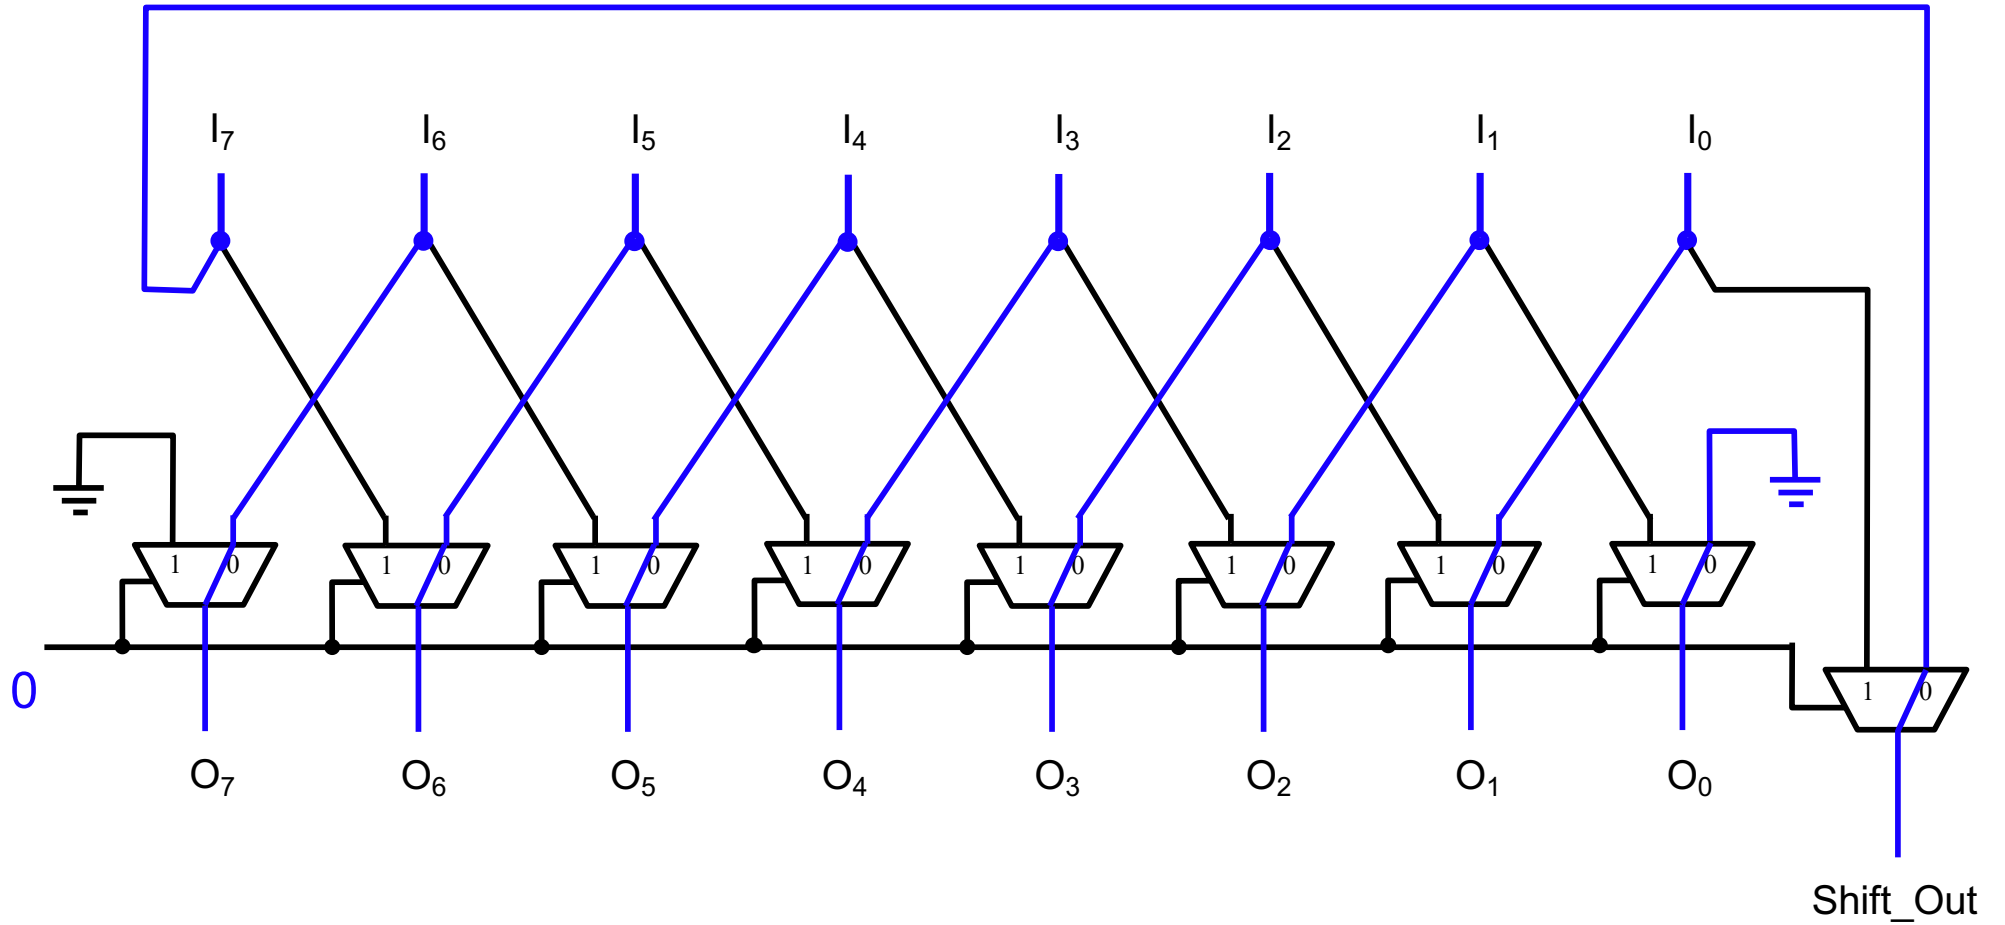 I₇ I₆ I₅ I₄ I₃ I₂ I₁ I₀
1 0 1 0 1 0 1 0 1 0 1 0 1 0 1 0
0
1 0
O₇ O₆ O₅ O₄ O₃ O₂ O₁ O₀
Shift_Out